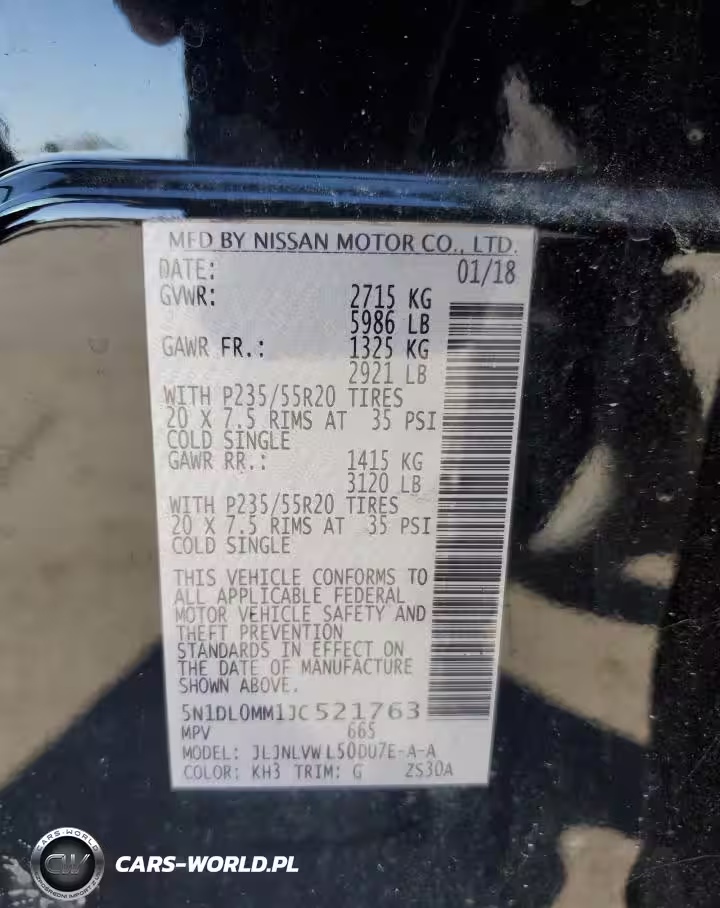 MFD BY NISSAN MOTOR CO., LTD.
DATE: 01/18
GVWR: 2715 KG
5986 LB
GAWR FR.: 1325 KG
2921 LB
WITH P235/55R20 TIRES
20 X 7.5 RIMS AT 35 PSI
COLD SINGLE
GAWR RR.: 1415 KG
3120 LB
WITH P235/55R20 TIRES
20 X 7.5 RIMS AT 35 PSI
COLD SINGLE
THIS VEHICLE CONFORMS TO
ALL APPLICABLE FEDERAL
MOTOR VEHICLE SAFETY AND
THEFT PREVENTION
STANDARDS IN EFFECT ON
THE DATE OF MANUFACTURE
SHOWN ABOVE.
5N1DL0MM1JC521763
MPV 665
MODEL: JLJNLVWL50DU7E-A-A
COLOR: KH3 TRIM: G ZS30A
CARS-WORLD
CW
CARS-WORLD.PL